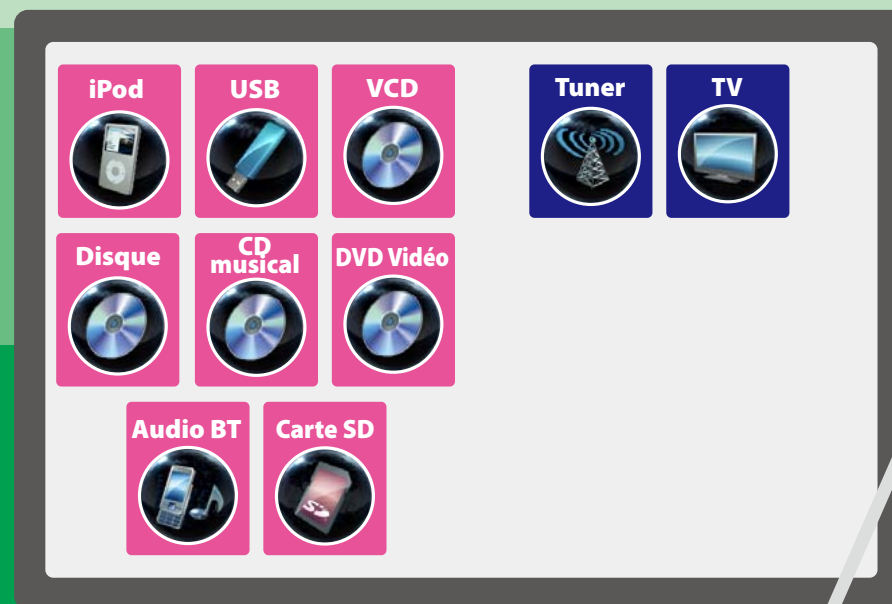 iPod
USB
VCD
Tuner
TV
Disque
CD
musical
DVD Vidéo
Audio BT
Carte SD